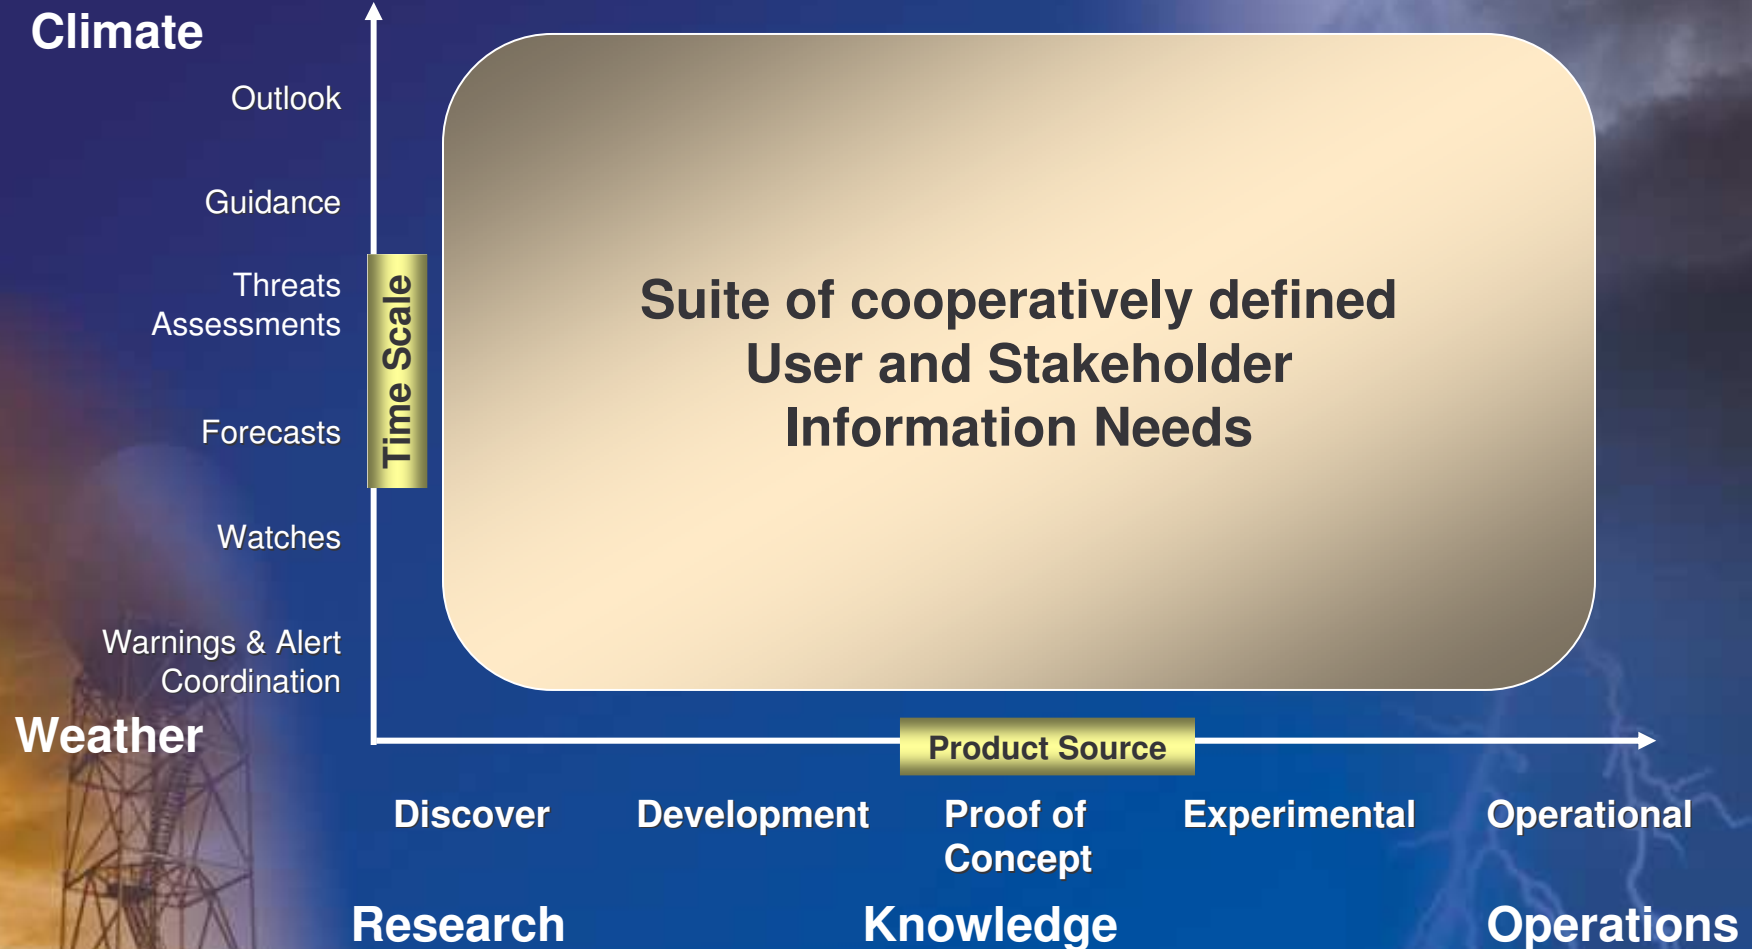 Climate
Outlook
Guidance
Threats
Assessments
Forecasts
Watches
Warnings & Alert
Coordination
Weather
Time Scale
Suite of cooperatively defined
User and Stakeholder
Information Needs
Product Source
Discover
Development
Proof of
Concept
Experimental
Operational
Research
Knowledge
Operations